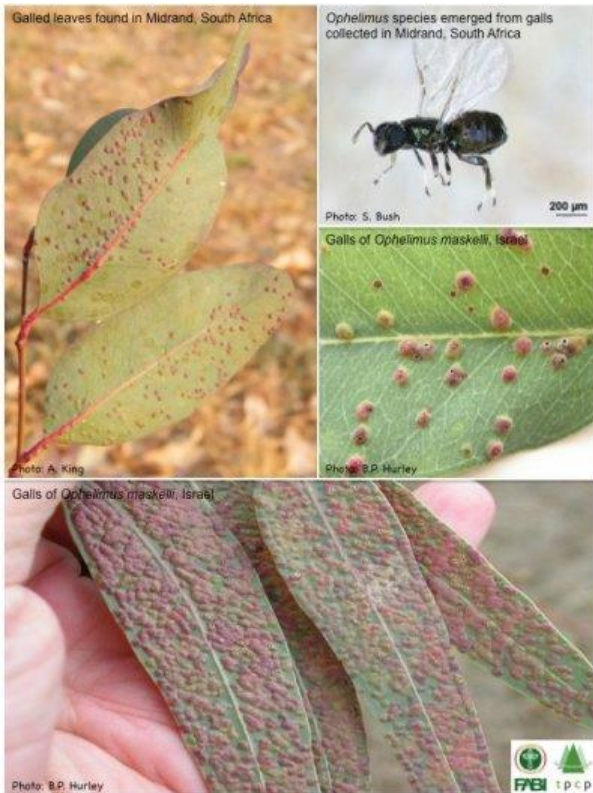 Galled leaves found in Midrand, South Africa
Photo: A. King
Ophelimus species emerged from galls
collected in Midrand, South Africa
200 µm
Photo: S. Bush
Galls of Ophelimus maskelli, Israel
Photo: B.P. Hurley
Galls of Ophelimus maskelli, Israel
Photo: B.P. Hurley
FABI
tpcp